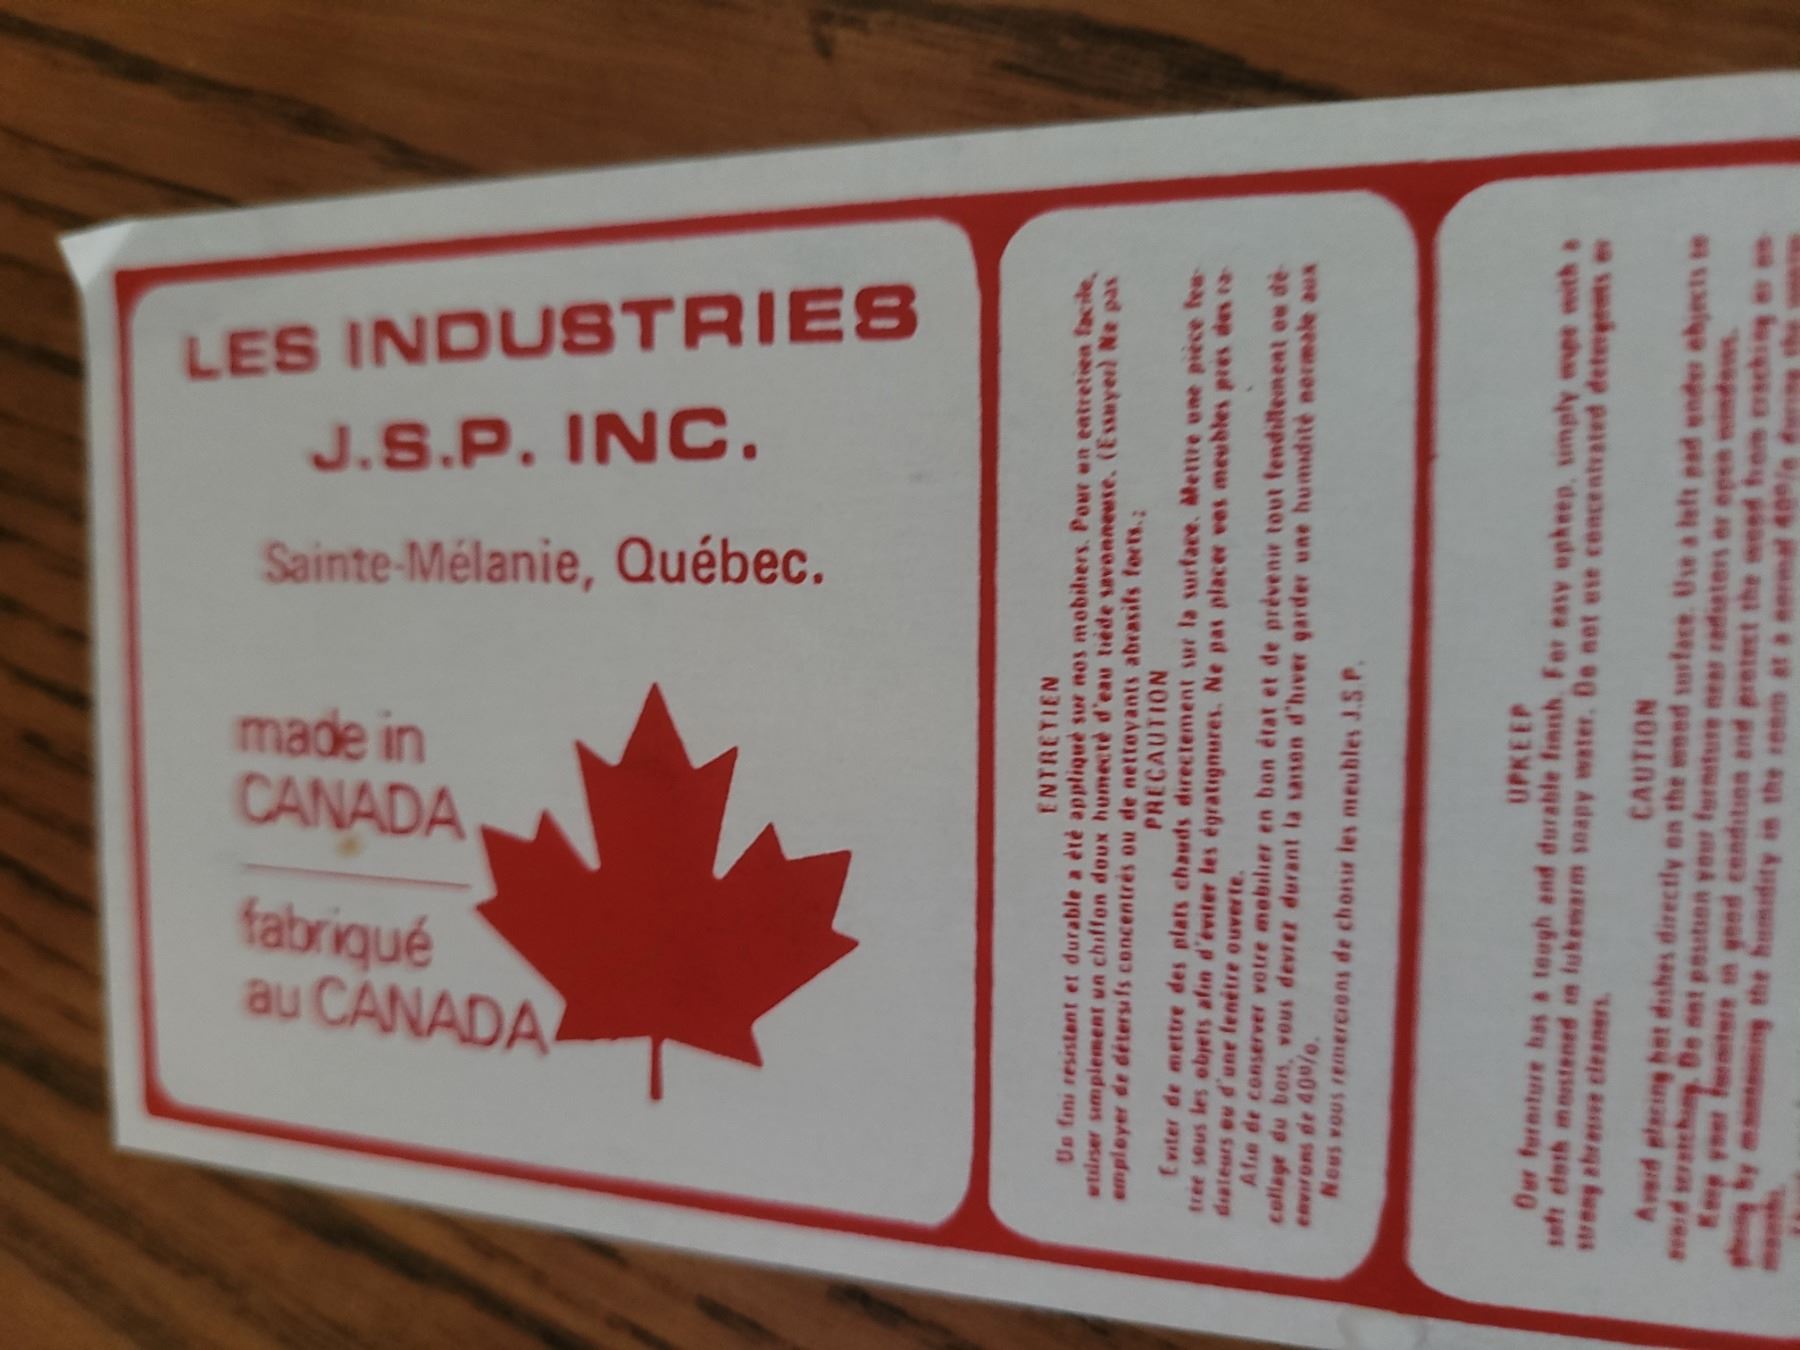 LES INDUSTRIES
J.S.P. INC.
Sainte-Mélanie, Québec.
made in
CANADA
fabriqué
au CANADA
ENTRETIEN
Un fini resistant et durable a été appliqué sur nos mobiliers. Pour un entretien facile,
utiliser simplement un chiffon doux humecté d'eau tiède savonneuse. (Essuyer) Ne pas
employer de détersifs concentrés ou de nettoyants abrasifs forts.;
PRECAUTION
Eviter de mettre des plats chauds directement sur la surface. Mettre une pièce feu-
trée sous les objets afin d'éviter les égratignures. Ne pas placer vos meubles près des ra-
diateurs ou d'une fenêtre ouverte.
Afin de conserver votre mobilier en bon état et de prévenir tout fendillement ou dé-
collage du bois, vous devrez durant la saison d'hiver garder une humidité normale aux
environs de 40%.
Nous vous remercions de choisir les meubles J.S.P.
UPKEEP
Our furniture has a tough and durable finish. For easy upkeep, simply wipe with a
soft cloth moistened in lukewarm soapy water. Do not use concentrated detergents or
strong abrasive cleaners.
CAUTION
Avoid placing hot dishes directly on the wood surface. Use a felt pad under objects to
avoid scratching. Do not position your furniture near radiators or open windows.
Keep your furniture in good condition and protect the wood from cracking or un-
gluing by maintaining the humidity in the room at a normal 40% during the
months.